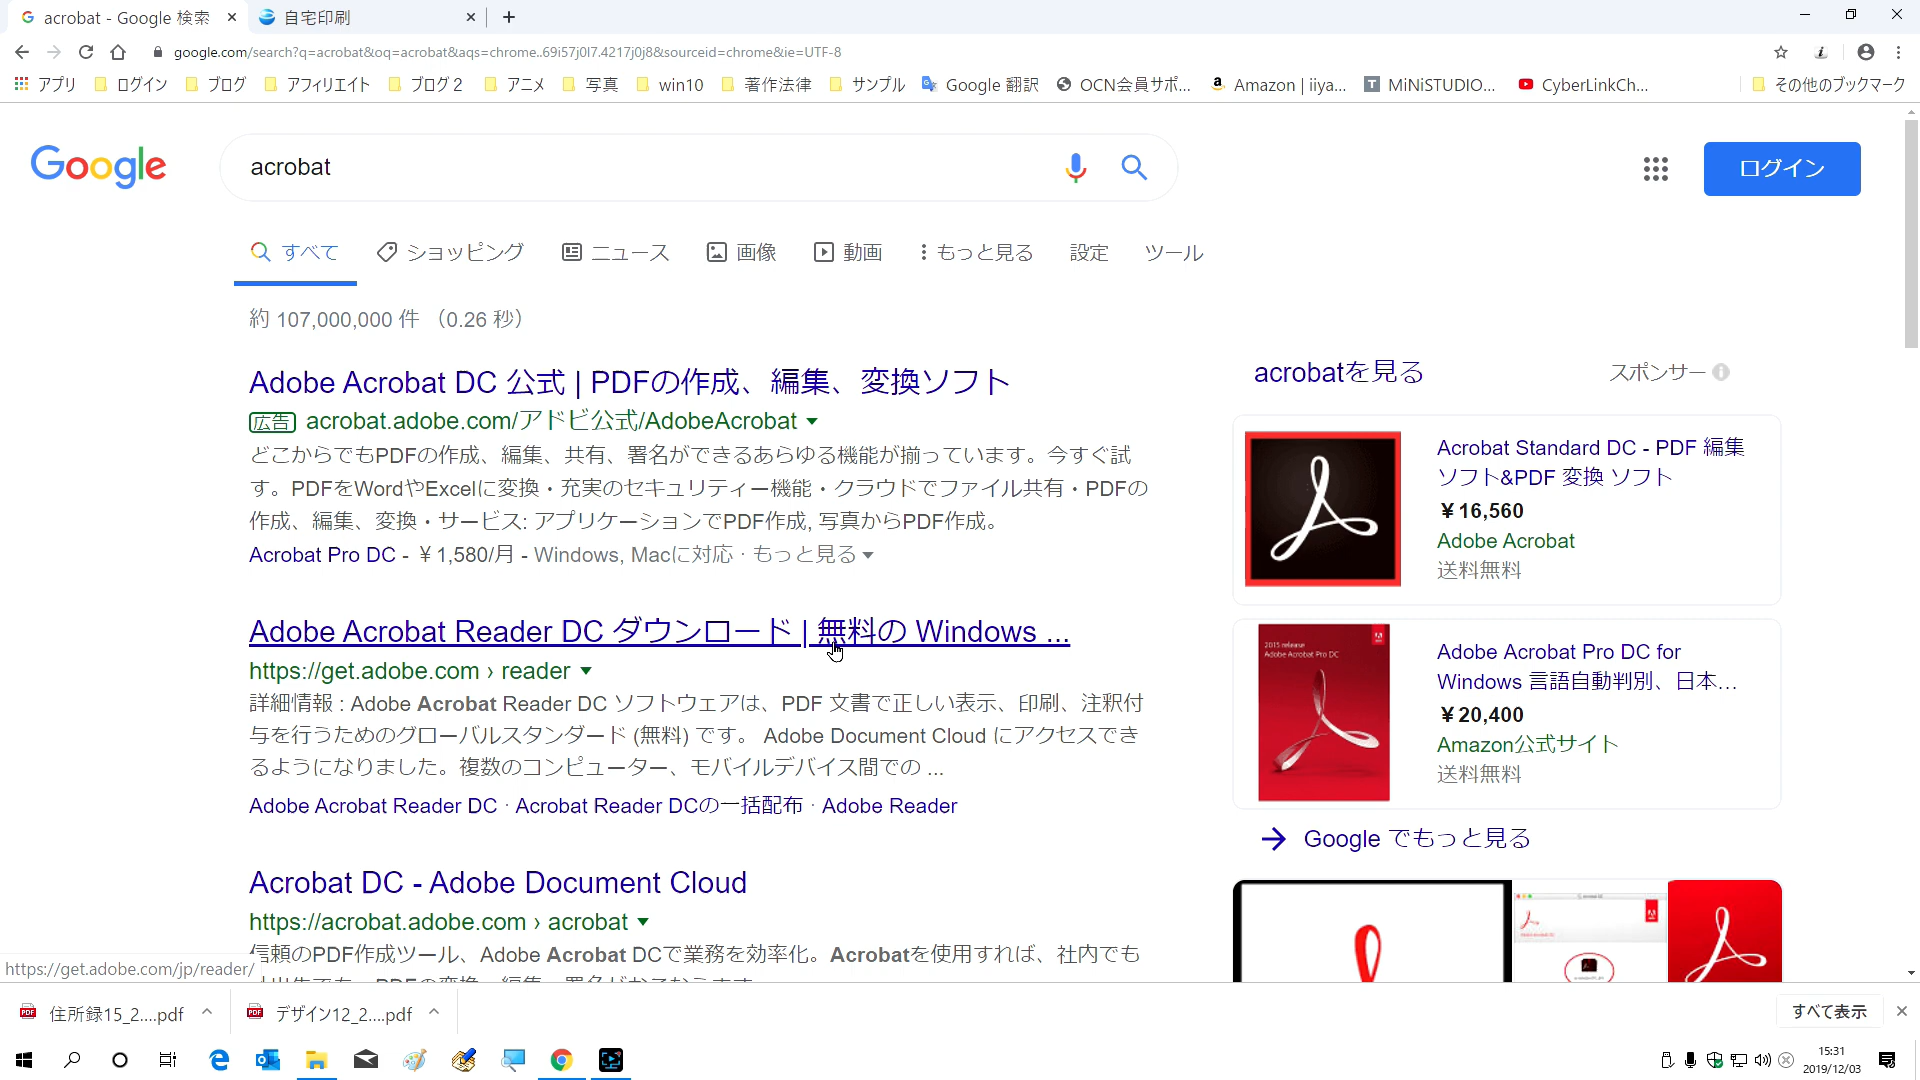 acrobat - Google 検索
自宅印刷
google.com/search?q=acrobat&oq=acrobat&aqs=chrome..69i57j0l7.4217j0j8&sourceid=chrome&ie=UTF-8
アプリ ログイン ブログ アフィリエイト ブログ2 アニメ 写真 win10 著作法律 サンプル Google 翻訳 OCN会員サポ... Amazon | iiya... MiNiSTUDIO... CyberLinkCh... その他のブックマーク
Google
acrobat
ログイン
すべて ショッピング ニュース 画像 動画 もっと見る 設定 ツール
約 107,000,000 件 （0.26 秒）
Adobe Acrobat DC 公式 | PDFの作成、編集、変換ソフト
広告 acrobat.adobe.com/アドビ公式/AdobeAcrobat
どこからでもPDFの作成、編集、共有、署名ができるあらゆる機能が揃っています。今すぐ試
す。PDFをWordやExcelに変換・充実のセキュリティー機能・クラウドでファイル共有・PDFの
作成、編集、変換・サービス: アプリケーションでPDF作成, 写真からPDF作成。
Acrobat Pro DC - ￥1,580/月 - Windows, Macに対応 · もっと見る
Adobe Acrobat Reader DC ダウンロード | 無料の Windows ...
https://get.adobe.com › reader
詳細情報 : Adobe Acrobat Reader DC ソフトウェアは、PDF 文書で正しい表示、印刷、注釈付
与を行うためのグローバルスタンダード (無料) です。 Adobe Document Cloud にアクセスでき
るようになりました。複数のコンピューター、モバイルデバイス間での ...
Adobe Acrobat Reader DC · Acrobat Reader DCの一括配布 · Adobe Reader
Acrobat DC - Adobe Document Cloud
https://acrobat.adobe.com › acrobat
信頼のPDF作成ツール、Adobe Acrobat DCで業務を効率化。Acrobatを使用すれば、社内でも
acrobatを見る
スポンサー
Acrobat Standard DC - PDF 編集
ソフト&PDF 変換 ソフト
￥16,560
Adobe Acrobat
送料無料
2015 release
Adobe Acrobat Pro DC
Adobe Acrobat Pro DC for
Windows 言語自動判別、日本…
￥20,400
Amazon公式サイト
送料無料
Google でもっと見る
https://get.adobe.com/jp/reader/
住所録15_2....pdf
デザイン12_2....pdf
すべて表示
15:31
2019/12/03